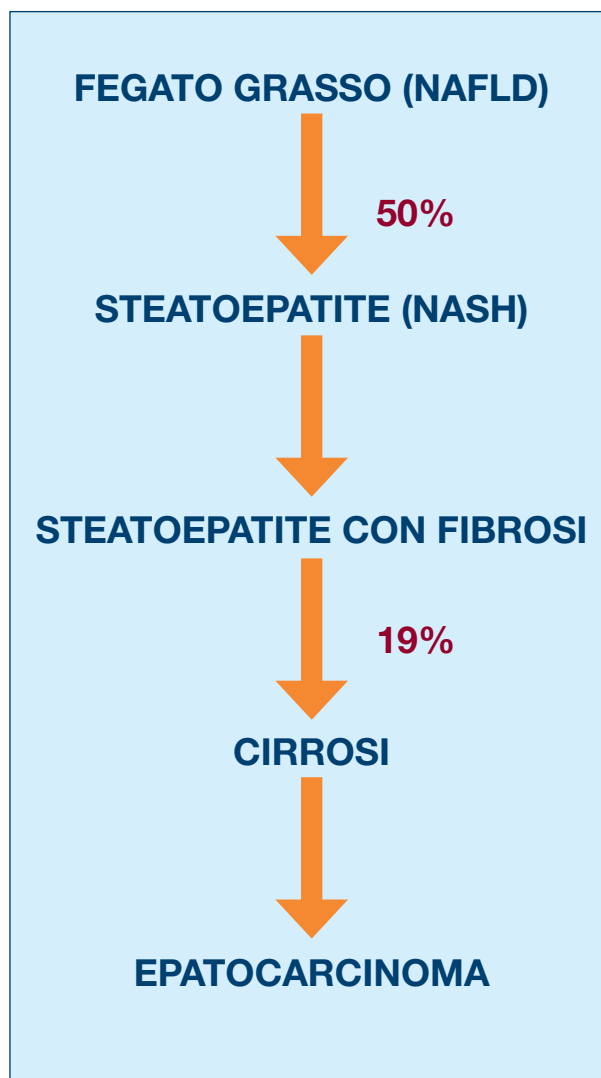 FEGATO GRASSO (NAFLD)
50%
STEATOEPATITE (NASH)
STEATOEPATITE CON FIBROSI
19%
CIRROSI
EPATOCARCINOMA